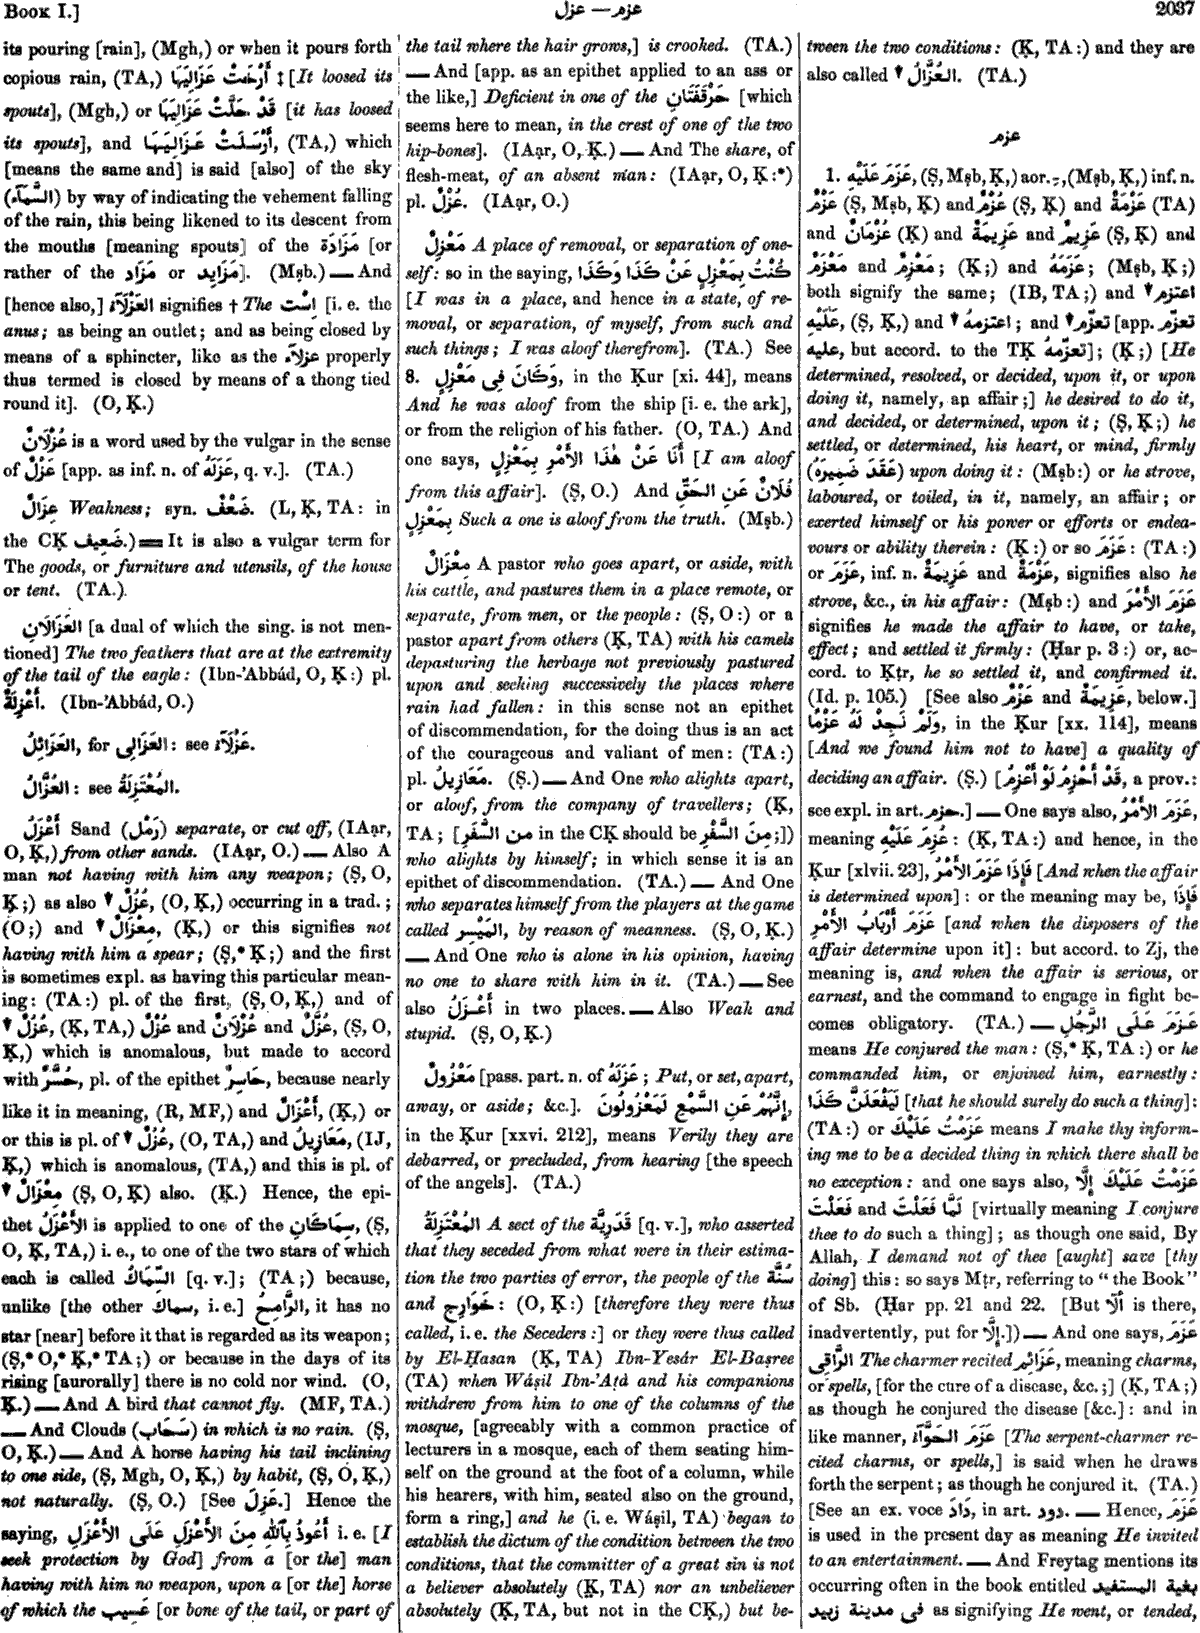 Book I.]
عزم — عزل
2037
its pouring [rain], (Mgh,) or when it pours forth
copious rain, (TA,) أَرْخَتْ عَزَالِيَهَا ‡ [It loosed its
spouts], (Mgh,) or قَدْ حَلَّتْ عَزَالِيَهَا [it has loosed
its spouts], and أَرْسَلَتْ عَزَالِيَهَا, (TA,) which
[means the same and] is said [also] of the sky
(السَّمَآء) by way of indicating the vehement falling
of the rain, this being likened to its descent from
the mouths [meaning spouts] of the مَزَادَة [or
rather of the مَزَاد or مَزَايِد]. (Mṣb.) — And
[hence also,] العَزْلَآءُ signifies † The اِسْت [i. e. the
anus; as being an outlet; and as being closed by
means of a sphincter, like as the عزلآء properly
thus termed is closed by means of a thong tied
round it]. (O, Ḳ.)
عُزْلَانٌ is a word used by the vulgar in the sense
of عَزْلٌ [app. as inf. n. of عَزَلَهُ, q. v.]. (TA.)
عِزَالٌ Weakness; syn. ضَعْفٌ. (L, Ḳ, TA: in
the CḲ ضَعِيف.) ═ It is also a vulgar term for
The goods, or furniture and utensils, of the house
or tent. (TA.)
العَزَالَانِ [a dual of which the sing. is not men-
tioned] The two feathers that are at the extremity
of the tail of the eagle: (Ibn-'Abbád, O, Ḳ:) pl.
أَعْزِلَةٌ. (Ibn-'Abbád, O.)
العَزَائِلُ, for العَزَالِى: see عَزْلَآءُ.
العُزَّالُ: see المُعْتَزِلَةُ.
أَعْزَلُ Sand (رَمْل) separate, or cut off, (IAạr,
O, Ḳ,) from other sands. (IAạr, O.) — Also A
man not having with him any weapon; (Ṣ, O,
Ḳ;) as also ▼ عُزُلٌ, (O, Ḳ,) occurring in a trad.;
(O;) and ▼ مِعْزَالٌ, (Ḳ,) or this signifies not
having with him a spear; (Ṣ,* Ḳ;) and the first
is sometimes expl. as having this particular mean-
ing: (TA:) pl. of the first, (Ṣ, O, Ḳ,) and of
▼ عُزُلٌ, (Ḳ, TA,) عُزْلٌ and عُزْلَانٌ and عُزَّلٌ, (Ṣ, O,
Ḳ,) which is anomalous, but made to accord
with حُسَّرٌ, pl. of the epithet حَاسِرٌ, because nearly
like it in meaning, (R, MF,) and أَعْزَالٌ, (Ḳ,) or
or this is pl. of ▼ عُزُلٌ, (O, TA,) and مَعَازِيلُ, (IJ,
Ḳ,) which is anomalous, (TA,) and this is pl. of
▼ مِعْزَالٌ (Ṣ, O, Ḳ) also. (Ḳ.) Hence, the epi-
thet الأَعْزَلُ is applied to one of the سِمَاكَانِ, (Ṣ,
O, Ḳ, TA,) i. e., to one of the two stars of which
each is called السِّمَاكُ [q. v.]; (TA;) because,
unlike [the other سماك, i. e.] الرَّامِحُ, it has no
star [near] before it that is regarded as its weapon;
(Ṣ,* O,* Ḳ,* TA;) or because in the days of its
rising [aurorally] there is no cold nor wind. (O,
Ḳ.) — And A bird that cannot fly. (MF, TA.)
— And Clouds (سَحَاب) in which is no rain. (Ṣ,
O, Ḳ.) — And A horse having his tail inclining
to one side, (Ṣ, Mgh, O, Ḳ,) by habit, (Ṣ, O, Ḳ,)
not naturally. (Ṣ, O.) [See عَزِلَ.] Hence the
saying, أَعُوذُ بِٱللّٰهِ مِنَ الأَعْزَلِ عَلَى الأَعْزَلِ i. e. [I
seek protection by God] from a [or the] man
having with him no weapon, upon a [or the] horse
of which the عَسِيب [or bone of the tail, or part of
the tail where the hair grows,] is crooked. (TA.)
— And [app. as an epithet applied to an ass or
the like,] Deficient in one of the حَرْقَفَتَانِ [which
seems here to mean, in the crest of one of the two
hip-bones]. (IAạr, O, Ḳ.) — And The share, of
flesh-meat, of an absent man: (IAạr, O, Ḳ:*)
pl. عُزْلٌ. (IAạr, O.)
مَعْزِلٌ A place of removal, or separation of one-
self: so in the saying, كُنْتُ بِمَعْزِلٍ عَنْ كَذَا وَكَذَا
[I was in a place, and hence in a state, of re-
moval, or separation, of myself, from such and
such things; I was aloof therefrom]. (TA.) See
8. وَكَانَ فِى مَعْزِلٍ, in the Ḳur [xi. 44], means
And he was aloof from the ship [i. e. the ark],
or from the religion of his father. (O, TA.) And
one says, أَنَا عَنْ هٰذَا الأَمْرِ بِمَعْزِلٍ [I am aloof
from this affair]. (Ṣ, O.) And فُلَانٌ عَنِ الحَقِّ
بِمَعْزِلٍ Such a one is aloof from the truth. (Mṣb.)
مِعْزَالٌ A pastor who goes apart, or aside, with
his cattle, and pastures them in a place remote, or
separate, from men, or the people: (Ṣ, O:) or a
pastor apart from others (Ḳ, TA) with his camels
depasturing the herbage not previously pastured
upon and seeking successively the places where
rain had fallen: in this sense not an epithet
of discommendation, for the doing thus is an act
of the courageous and valiant of men: (TA:)
pl. مَعَازِيلُ. (Ṣ.) — And One who alights apart,
or aloof, from the company of travellers; (Ḳ,
TA; [من السَّفَرِ in the CḲ should be مِنَ السَّفْرِ;])
who alights by himself; in which sense it is an
epithet of discommendation. (TA.) — And One
who separates himself from the players at the game
called المَيْسِر, by reason of meanness. (Ṣ, O, Ḳ.)
— And One who is alone in his opinion, having
no one to share with him in it. (TA.) — See
also أَعْزَلُ in two places. — Also Weak and
stupid. (Ṣ, O, Ḳ.)
مَعْزُولٌ [pass. part. n. of عَزَلَهُ; Put, or set, apart,
away, or aside; &c.]. إِنَّهُمْ عَنِ السَّمْعِ لَمَعْزُولُونَ,
in the Ḳur [xxvi. 212], means Verily they are
debarred, or precluded, from hearing [the speech
of the angels]. (TA.)
المُعْتَزِلَةُ A sect of the قَدَرِيَّة [q. v.], who asserted
that they seceded from what were in their estima-
tion the two parties of error, the people of the سُنَّة
and خَوَارِج: (O, Ḳ:) [therefore they were thus
called, i. e. the Seceders:] or they were thus called
by El-Ḥasan (Ḳ, TA) Ibn-Yesár El-Baṣree
(TA) when Wáṣil Ibn-'Aṭà and his companions
withdrew from him to one of the columns of the
mosque, [agreeably with a common practice of
lecturers in a mosque, each of them seating him-
self on the ground at the foot of a column, while
his hearers, with him, seated also on the ground,
form a ring,] and he (i. e. Wáṣil, TA) began to
establish the dictum of the condition between the two
conditions, that the committer of a great sin is not
a believer absolutely (Ḳ, TA) nor an unbeliever
absolutely (Ḳ, TA, but not in the CḲ,) but be-
tween the two conditions: (Ḳ, TA:) and they are
also called ▼ العُزَّالُ. (TA.)
عزم
1. عَزَمَ عَلَيْهِ, (Ṣ, Mṣb, Ḳ,) aor. ـِ, (Mṣb, Ḳ,) inf. n.
عَزْمٌ (Ṣ, Mṣb, Ḳ) and عُزْمٌ (Ṣ, Ḳ) and عَزْمَةٌ (TA)
and عُزْمَانٌ (Ḳ) and عَزِيمَةٌ and عَزِيمٌ (Ṣ, Ḳ) and
مَعْزَمٌ and مَعْزِمٌ; (Ḳ;) and عَزَمَهُ; (Mṣb, Ḳ;)
both signify the same; (IB, TA;) and ▼ اعتزم
عَلَيْهِ, (Ṣ, Ḳ,) and ▼ اعتزمهُ; and ▼ تعزّم [app. تعزّم
عليه, but accord. to the TḲ تعزّمهُ]; (Ḳ;) [He
determined, resolved, or decided, upon it, or upon
doing it, namely, an affair;] he desired to do it,
and decided, or determined, upon it; (Ṣ, Ḳ;) he
settled, or determined, his heart, or mind, firmly
(عَقَدَ ضَمِيرَهُ) upon doing it: (Mṣb:) or he strove,
laboured, or toiled, in it, namely, an affair; or
exerted himself or his power or efforts or endea-
vours or ability therein: (Ḳ:) or so عَزَمَ: (TA:)
or عَزَمَ, inf. n. عَزِيمَةٌ and عَزْمَةٌ, signifies also he
strove, &c., in his affair: (Mṣb:) and عَزَمَ الأَمْرَ
signifies he made the affair to have, or take,
effect; and settled it firmly: (Ḥar p. 3:) or, ac-
cord. to Ḳṭr, he so settled it, and confirmed it.
(Id. p. 105.) [See also عَزْمٌ and عَزِيمَةٌ, below.]
وَلَمْ نَجِدْ لَهُ عَزْمًا, in the Ḳur [xx. 114], means
[And we found him not to have] a quality of
deciding an affair. (Ṣ.) [قَدْ أَحْزِمُ لَوْ أَعْزِمُ, a prov.:
see expl. in art. حزم.] — One says also, عَزَمَ الأَمْرُ,
meaning عُزِمَ عَلَيْهِ: (Ḳ, TA:) and hence, in the
Ḳur [xlvii. 23], فَإِذَا عَزَمَ الأَمْرُ [And when the affair
is determined upon]: or the meaning may be, فَإِذَا
عَزَمَ أَرْبَابُ الأَمْرِ [and when the disposers of the
affair determine upon it]: but accord. to Zj, the
meaning is, and when the affair is serious, or
earnest, and the command to engage in fight be-
comes obligatory. (TA.) — عَزَمَ عَلَى الرَّجُلِ
means He conjured the man: (Ṣ,* Ḳ, TA:) or he
commanded him, or enjoined him, earnestly:
لَيَفْعَلَنَّ كَذَا [that he should surely do such a thing]:
(TA:) or عَزَمْتُ عَلَيْكَ means I make thy inform-
ing me to be a decided thing in which there shall be
no exception: and one says also, عَزَمْتُ عَلَيْكَ إِلَّا
فَعَلْتَ and لَمَّا فَعَلْتَ [virtually meaning I conjure
thee to do such a thing]; as though one said, By
Allah, I demand not of thee [aught] save [thy
doing] this: so says Mṭr, referring to "the Book"
of Sb. (Ḥar pp. 21 and 22. [But أَلَّا is there,
inadvertently, put for إِلَّا.]) — And one says, عَزَمَ
الرَّاقِى The charmer recited عَزَائِم, meaning charms,
or spells, [for the cure of a disease, &c.;] (Ḳ, TA;)
as though he conjured the disease [&c.]: and in
like manner, عَزَمَ الحَوَّآءُ [The serpent-charmer re-
cited charms, or spells,] is said when he draws
forth the serpent; as though he conjured it. (TA.)
[See an ex. voce دَادَ, in art. دود. — Hence, عَزَمَ
is used in the present day as meaning He invited
to an entertainment. — And Freytag mentions its
occurring often in the book entitled بغية المستفيد
فى مدينة زبيد as signifying He went, or tended,